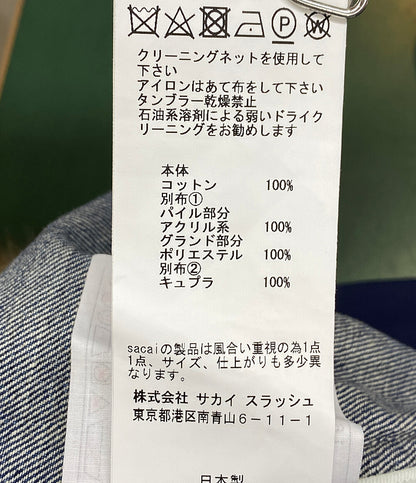 クリーニングネットを使用して
下さい
アイロンはあて布をして下さい
タンブラー乾燥禁止
石油系溶剤による弱いドライク
リーニングをお勧めします
本体
コットン 100%
別布①
パイル部分
アクリル系 100%
グランド部分
ポリエステル 100%
別布②
キュプラ 100%
sacaiの製品は風合い重視の為1点
1点、サイズ、仕上がりも多少異
なります。
株式会社 サカイ スラッシュ
東京都港区南青山6-11-1
日本製